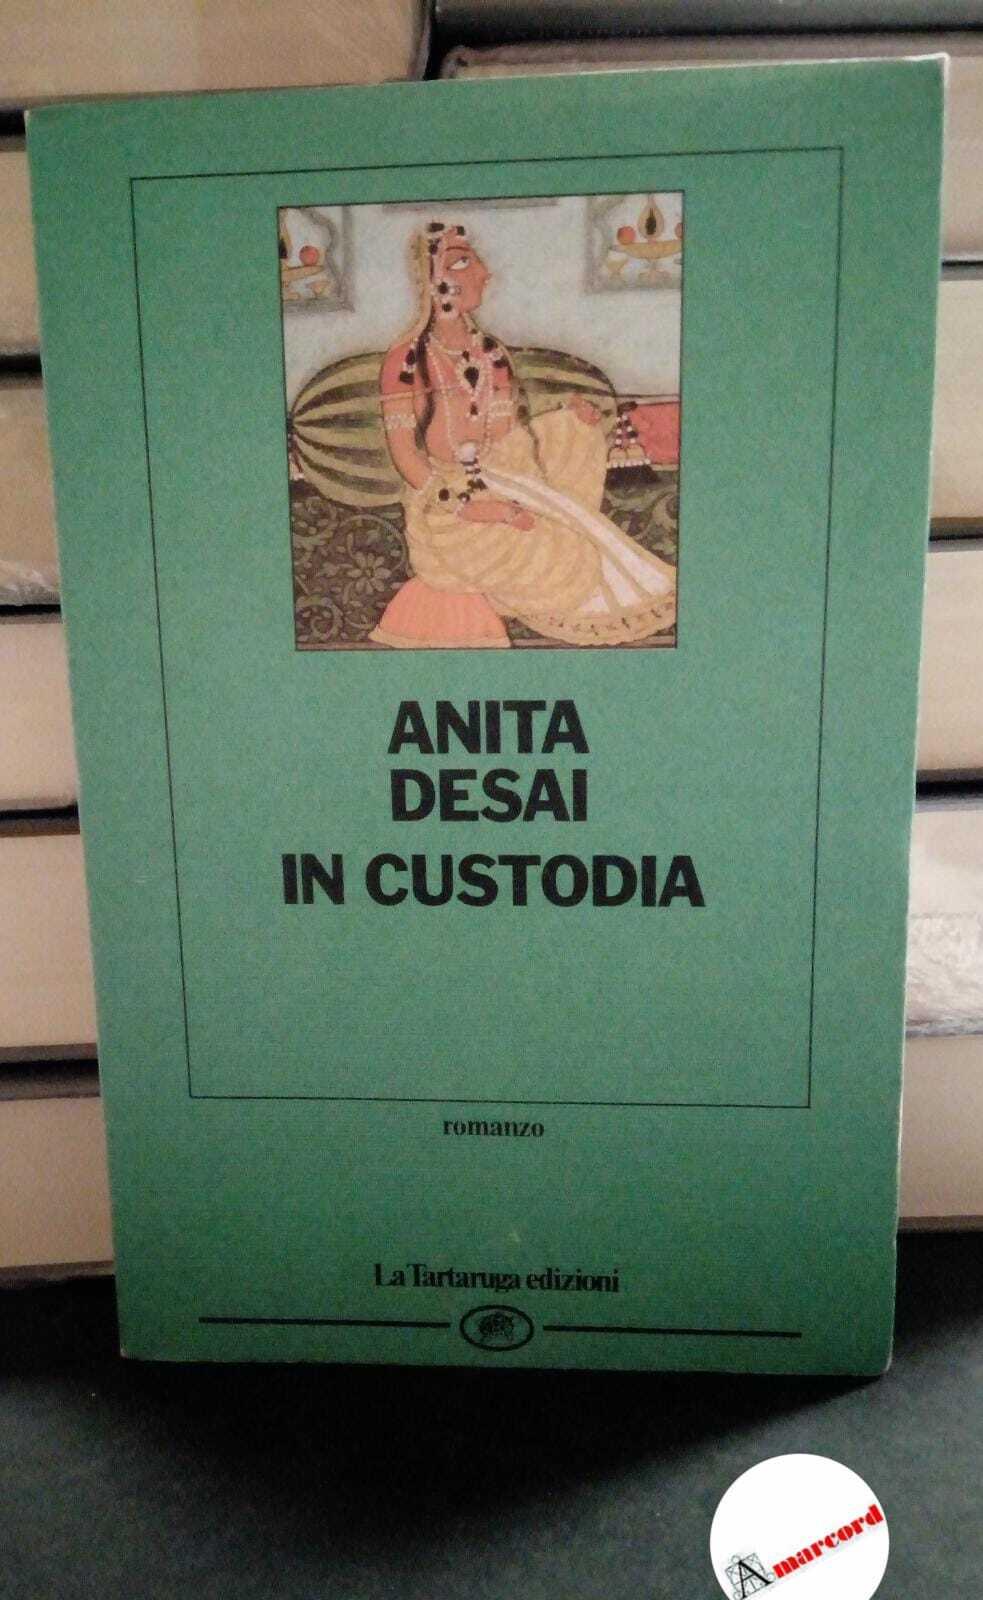 ANITA
DESAI
IN CUSTODIA
romanzo
La Tartaruga edizioni
Amarcord